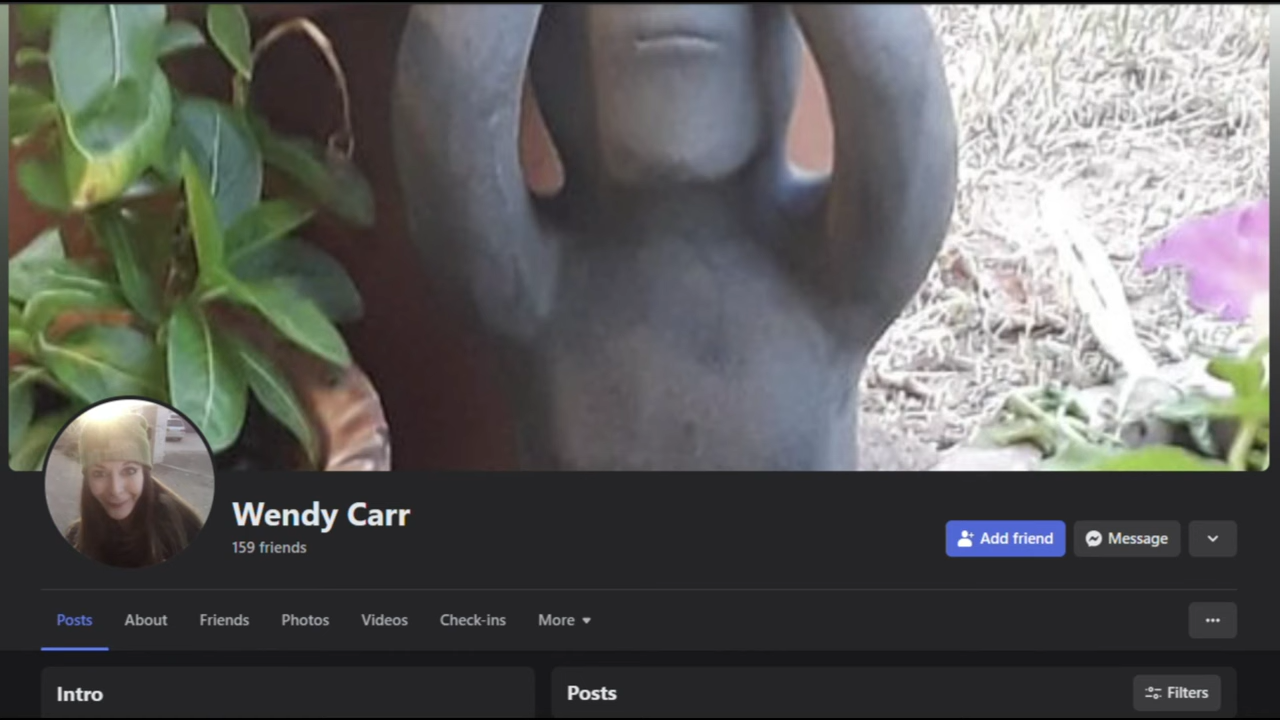 Wendy Carr
159 friends
Add friend
Message
Posts
About
Friends
Photos
Videos
Check-ins
More
Intro
Posts
Filters